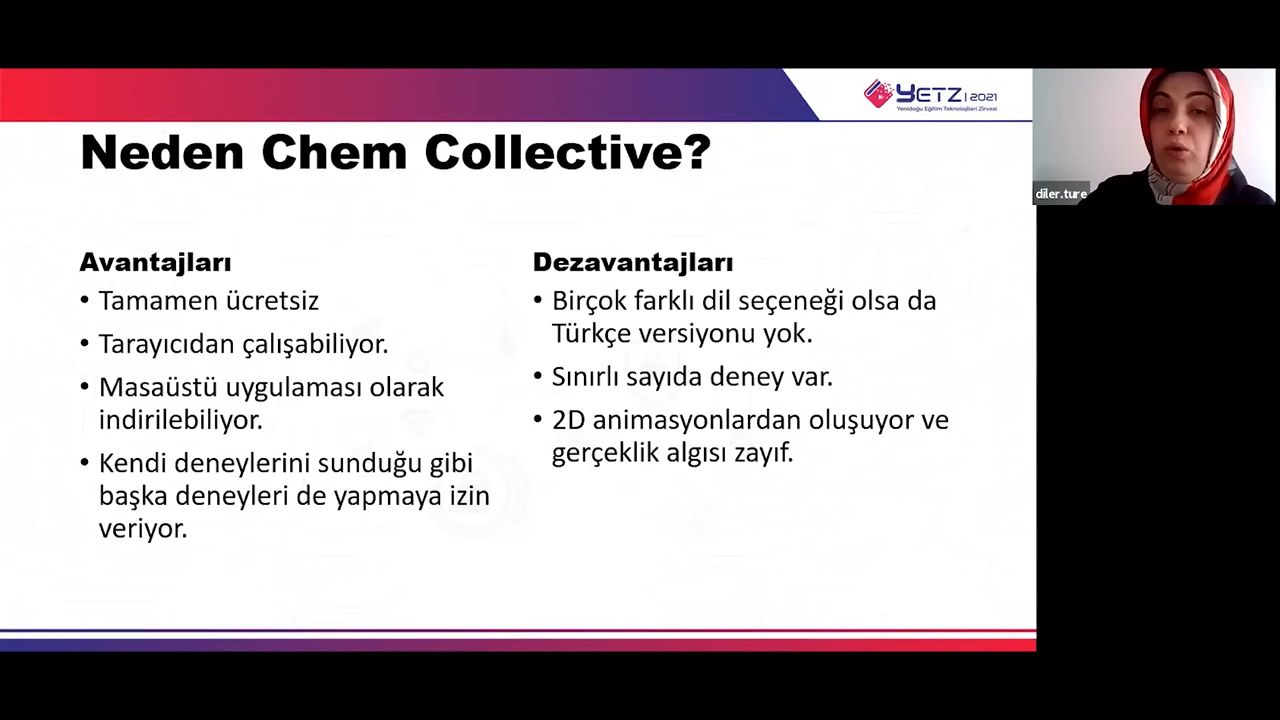 YETZ | 2021
Yenidoğu Eğitim Teknolojileri Zirvesi
Neden Chem Collective?
diler.ture
Avantajları
• Tamamen ücretsiz
• Tarayıcıdan çalışabiliyor.
• Masaüstü uygulaması olarak
indirilebiliyor.
• Kendi deneylerini sunduğu gibi
başka deneyleri de yapmaya izin
veriyor.
Dezavantajları
• Birçok farklı dil seçeneği olsa da
Türkçe versiyonu yok.
• Sınırlı sayıda deney var.
• 2D animasyonlardan oluşuyor ve
gerçeklik algısı zayıf.